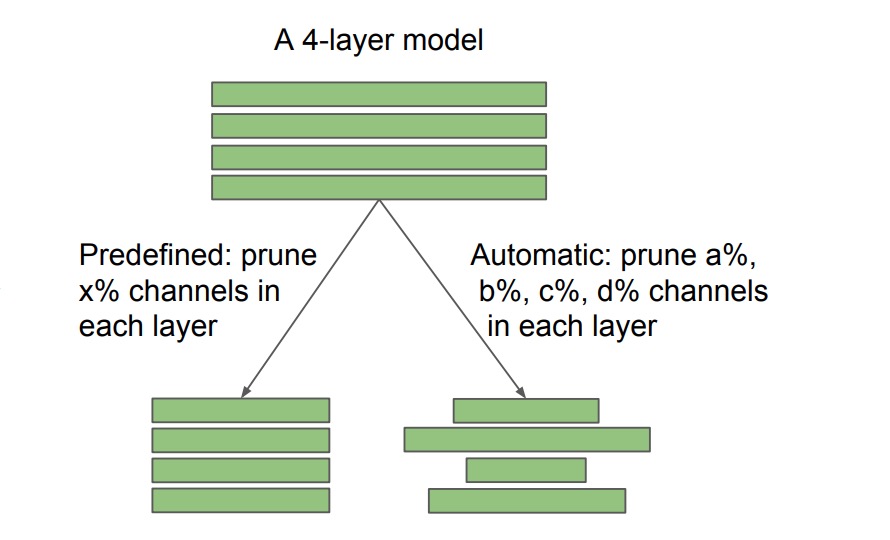 A 4-layer model
Predefined: prune
x% channels in
each layer
Automatic: prune a%,
b%, c%, d% channels
in each layer